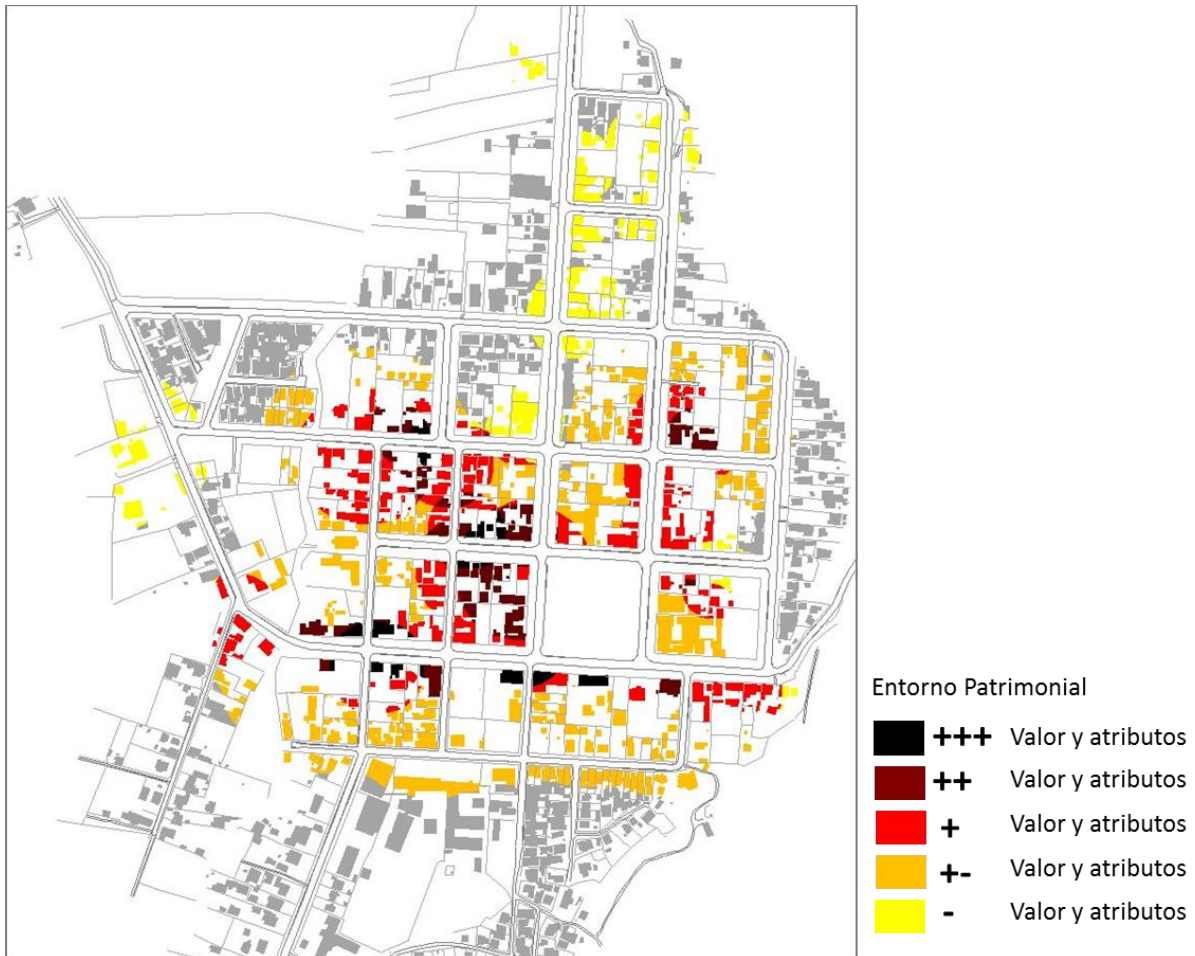 Entorno Patrimonial
+++ Valor y atributos
++ Valor y atributos
+ Valor y atributos
+- Valor y atributos
- Valor y atributos